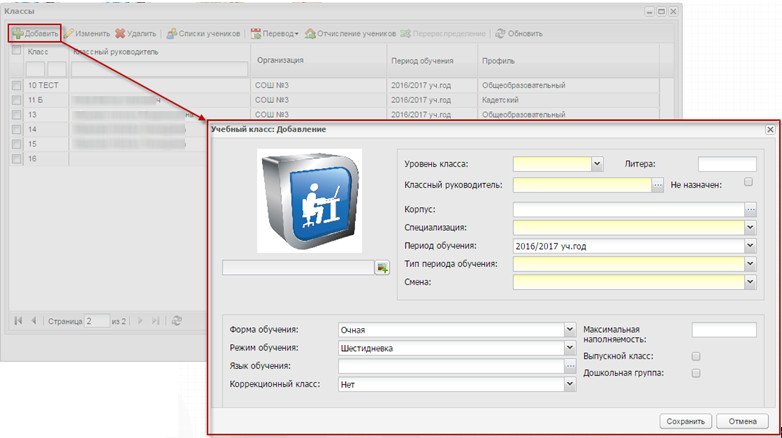 Классы
Добавить Изменить Удалить Списки учеников Перевод Отчисление учеников Перераспределение Обновить
Класс Классный руководитель Организация Период обучения Профиль
10 ТЕСТ СОШ №3 2016/2017 уч.год Общеобразовательный
11 Б СОШ №3 2016/2017 уч.год Кадетский
13 СОШ №3 2016/2017 уч.год Общеобразовательный
14
15
16
Страница 2 из 2
Учебный класс: Добавление
Уровень класса: Литера:
Классный руководитель: Не назначен:
Корпус:
Специализация:
Период обучения: 2016/2017 уч.год
Тип периода обучения:
Смена:
Форма обучения: Очная
Режим обучения: Шестидневка
Язык обучения:
Коррекционный класс: Нет
Максимальная
наполняемость:
Выпускной класс:
Дошкольная группа:
Сохранить Отмена